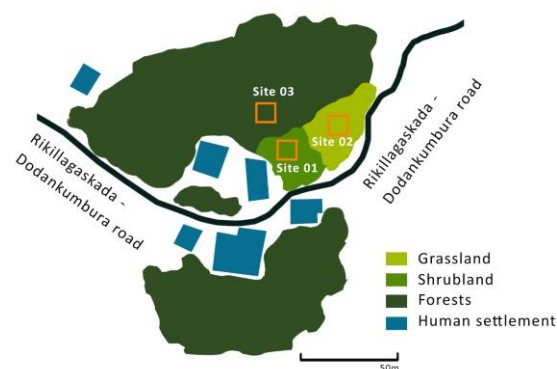 Site 03
Site 02
Site 01
Rikillagaskada -
Dodankumbura road
Rikillagaskada -
Dodankumbura road
Grassland
Shrubland
Forests
Human settlement
50m